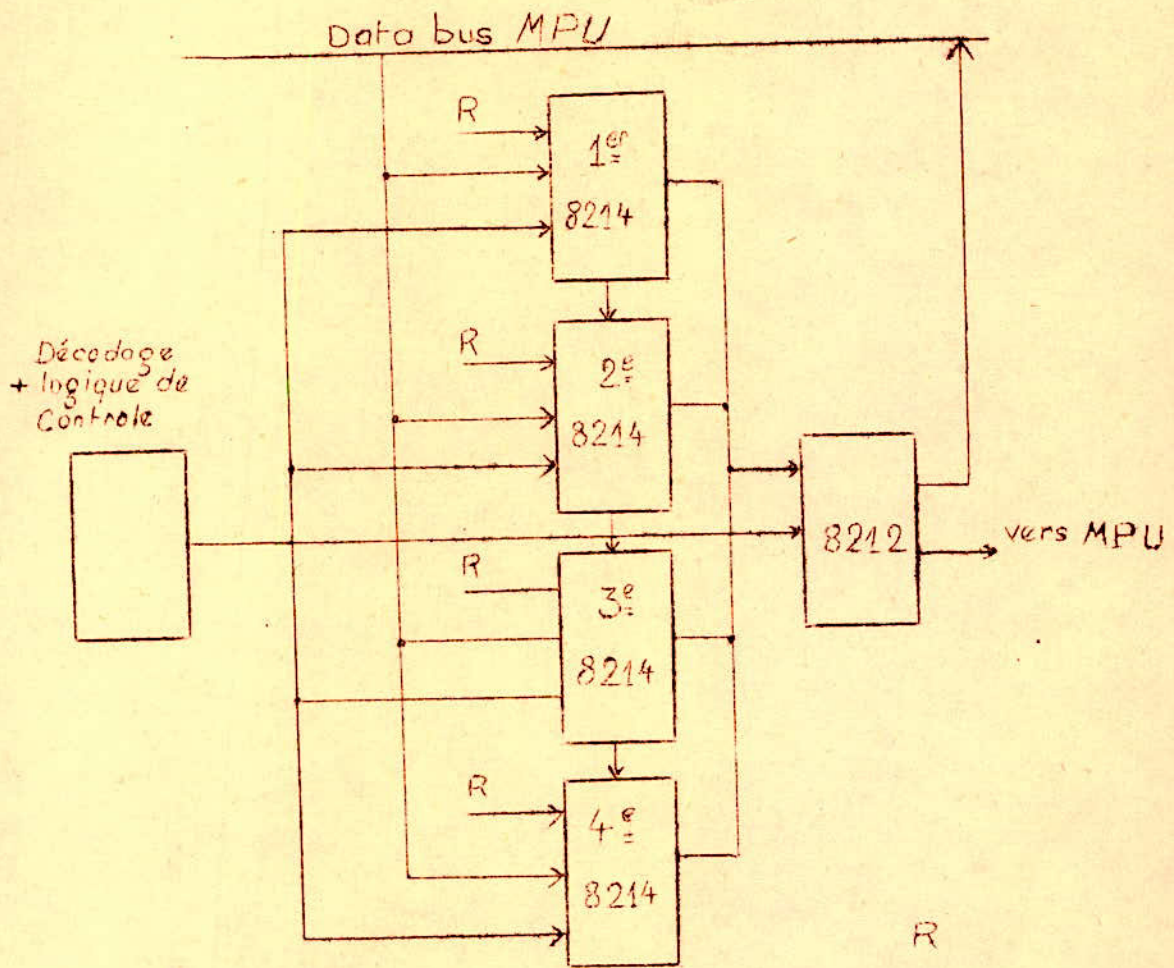 Data bus MPU
R
1er
8214
R
2e
8214
Décodage
+ logique de
Contrôle
8212
vers MPU
R
3e
8214
R
4e
8214
R